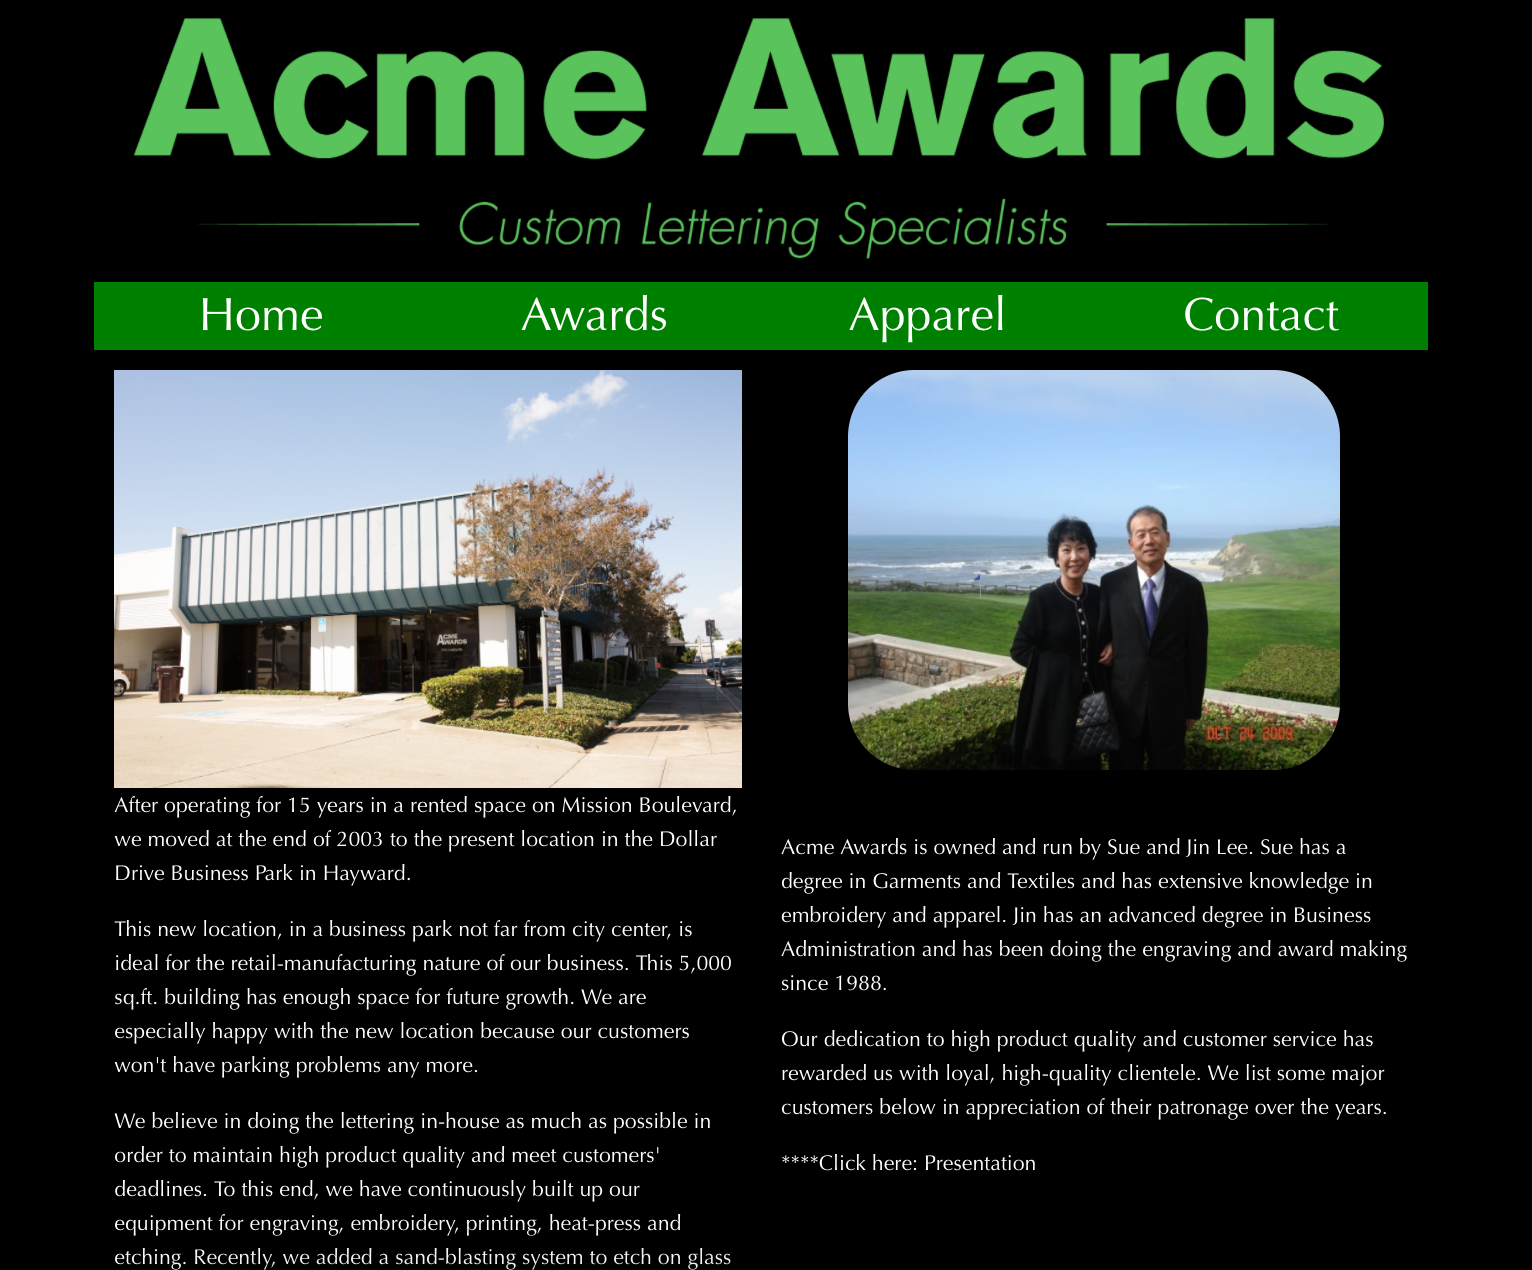 Acme Awards
Custom Lettering Specialists
Home Awards Apparel Contact
ACME
AWARDS
After operating for 15 years in a rented space on Mission Boulevard,
we moved at the end of 2003 to the present location in the Dollar
Drive Business Park in Hayward.
This new location, in a business park not far from city center, is
ideal for the retail-manufacturing nature of our business. This 5,000
sq.ft. building has enough space for future growth. We are
especially happy with the new location because our customers
won't have parking problems any more.
We believe in doing the lettering in-house as much as possible in
order to maintain high product quality and meet customers'
deadlines. To this end, we have continuously built up our
equipment for engraving, embroidery, printing, heat-press and
etching. Recently, we added a sand-blasting system to etch on glass
OCT 24 2009
Acme Awards is owned and run by Sue and Jin Lee. Sue has a
degree in Garments and Textiles and has extensive knowledge in
embroidery and apparel. Jin has an advanced degree in Business
Administration and has been doing the engraving and award making
since 1988.
Our dedication to high product quality and customer service has
rewarded us with loyal, high-quality clientele. We list some major
customers below in appreciation of their patronage over the years.
****Click here: Presentation